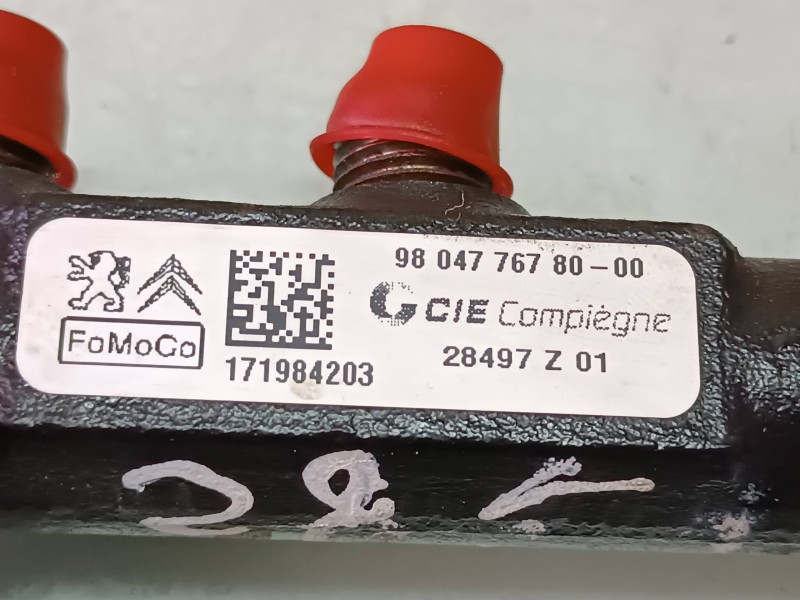 98 047 767 80-00
CIE Compiègne
FoMoCo
171984203
28497 Z 01